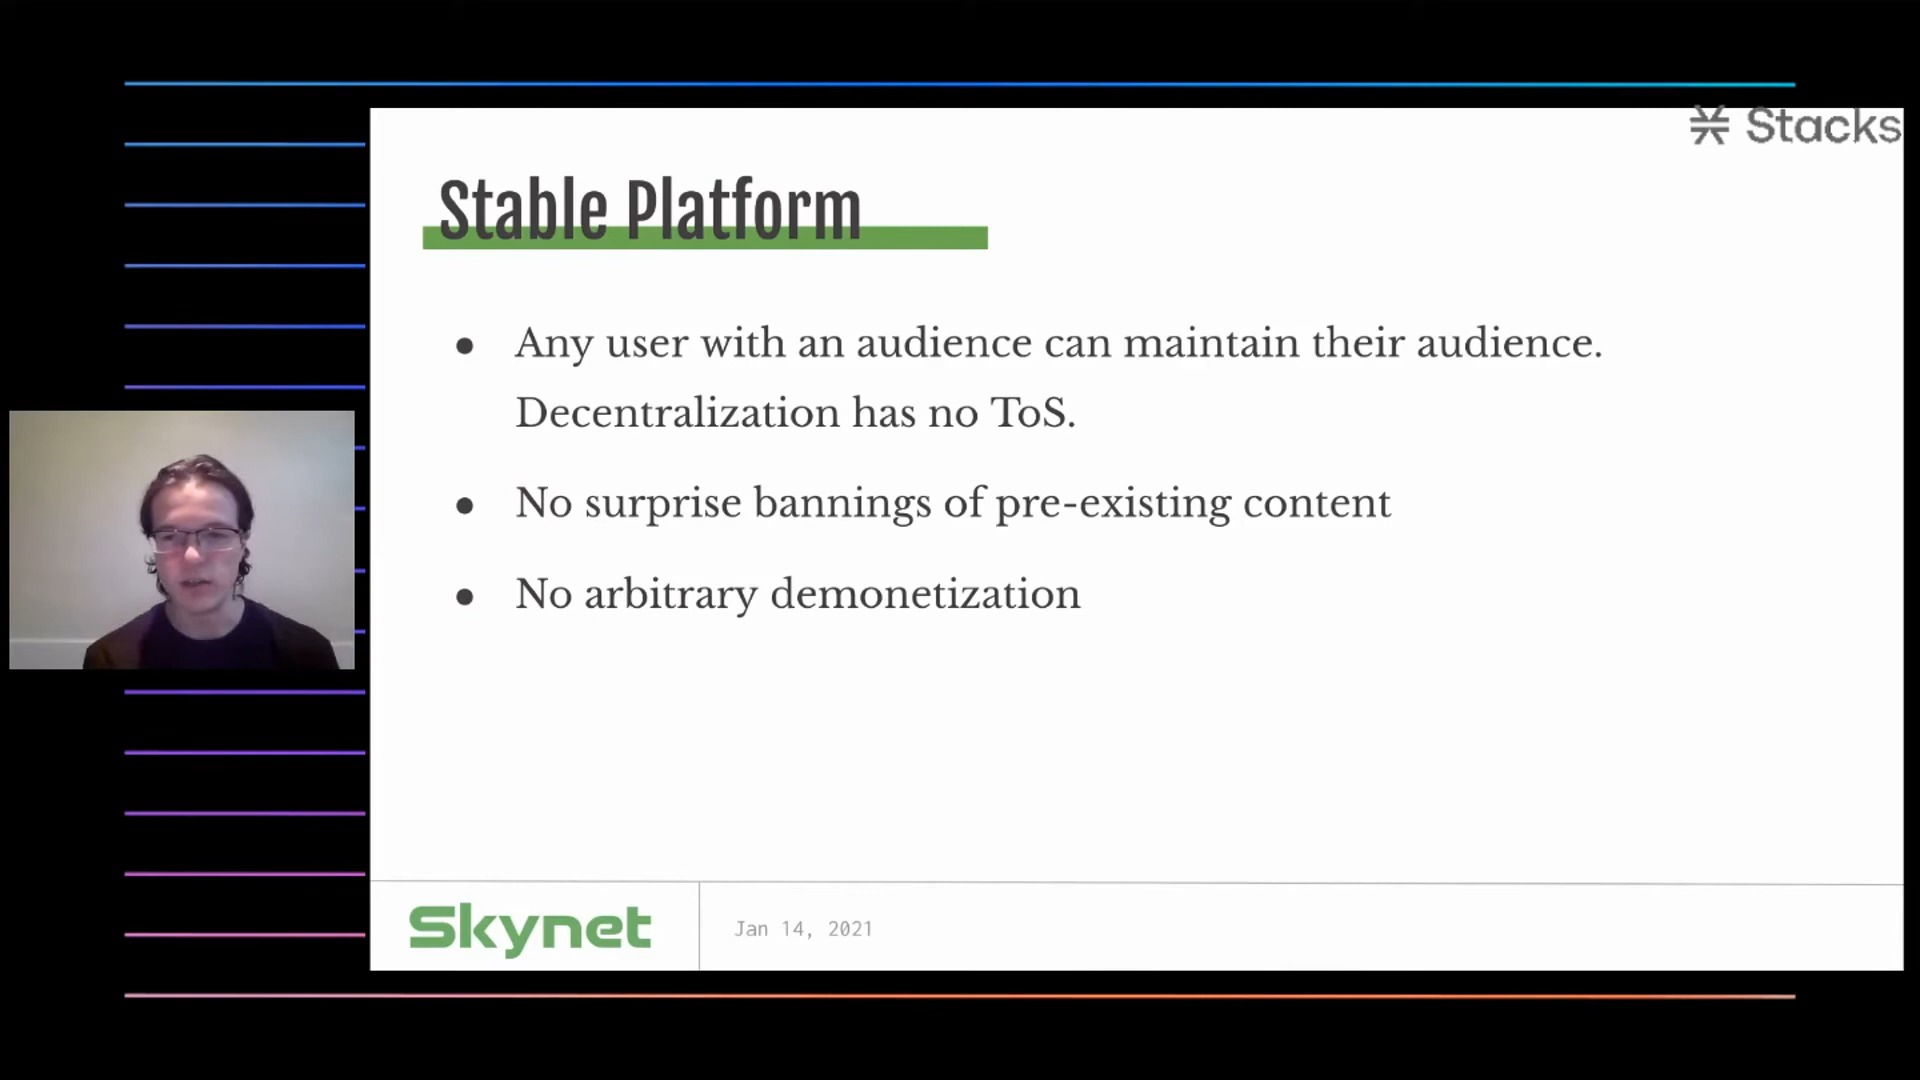 Stacks
Stable Platform
● Any user with an audience can maintain their audience.
Decentralization has no ToS.
● No surprise bannings of pre-existing content
● No arbitrary demonetization
Skynet
Jan 14, 2021